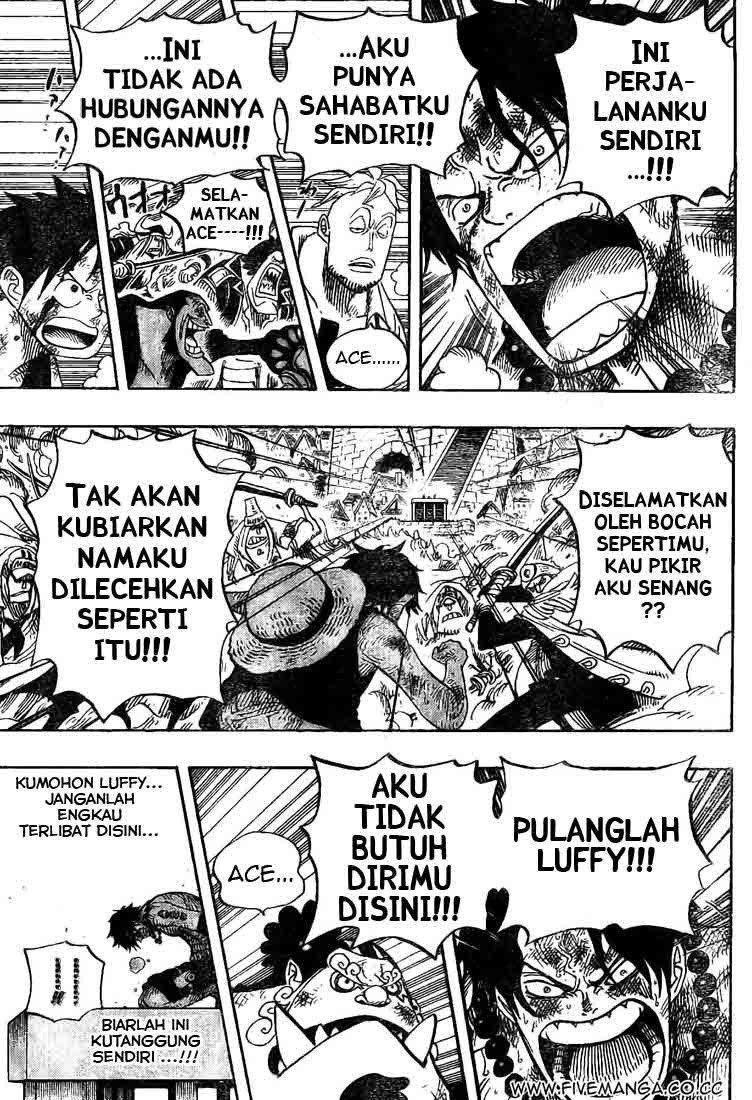 INI
PERJA-
LANANKU
SENDIRI
...!!!
...AKU
PUNYA
SAHABATKU
SENDIRI!!
...INI
TIDAK ADA
HUBUNGANNYA
DENGANMU!!
ACE......
SELA-
MATKAN
ACE----!!!
DISELAMATKAN
OLEH BOCAH
SEPERTIMU,
KAU PIKIR
AKU SENANG
??
TAK AKAN
KUBIARKAN
NAMAKU
DILECEHKAN
SEPERTI
ITU!!!
PULANGLAH
LUFFY!!!
AKU
TIDAK
BUTUH
DIRIMU
DISINI!!!
ACE...
KUMOHON LUFFY...
JANGANLAH
ENGKAU
TERLIBAT DISINI...
BIARLAH INI
KUTANGGUNG
SENDIRI ...!!!
WWW.FIVEMANGA.CO.CC